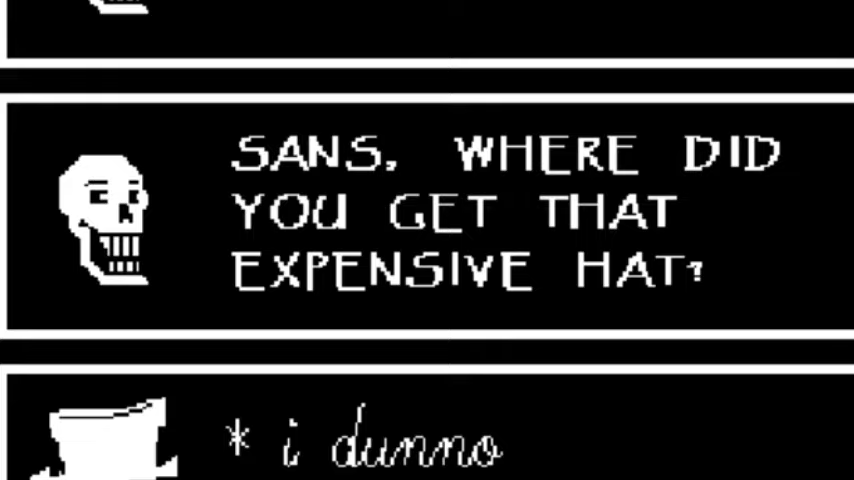 SANS, WHERE DID
YOU GET THAT
EXPENSIVE HAT?
* i dunno